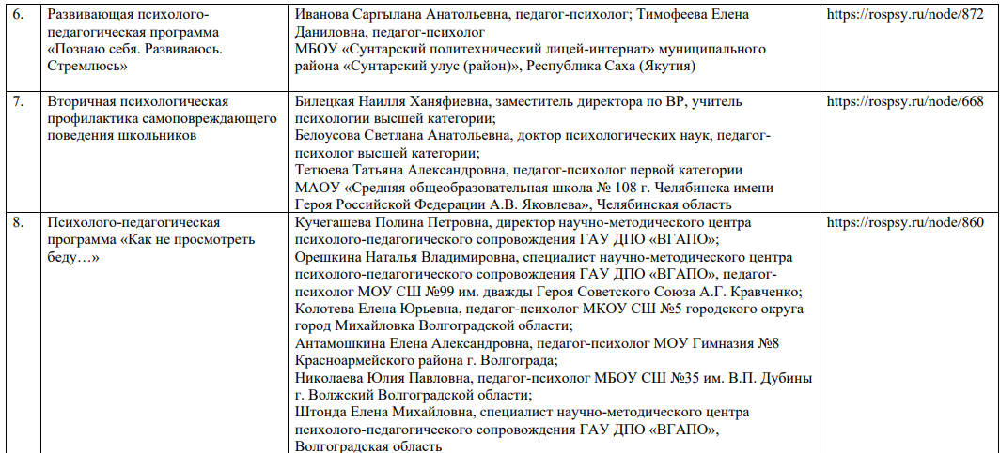 6.
Развивающая психолого-
педагогическая программа
«Познаю себя. Развиваюсь.
Стремлюсь»
Иванова Саргылана Анатольевна, педагог-психолог; Тимофеева Елена
Даниловна, педагог-психолог
МБОУ «Сунтарский политехнический лицей-интернат» муниципального
района «Сунтарский улус (район)», Республика Саха (Якутия)
https://rospsy.ru/node/872
7.
Вторичная психологическая
профилактика самоповреждающего
поведения школьников
Билецкая Наилля Ханяфиевна, заместитель директора по ВР, учитель
психологии высшей категории;
Белоусова Светлана Анатольевна, доктор психологических наук, педагог-
психолог высшей категории;
Тетюева Татьяна Александровна, педагог-психолог первой категории
МАОУ «Средняя общеобразовательная школа № 108 г. Челябинска имени
Героя Российской Федерации А.В. Яковлева», Челябинская область
https://rospsy.ru/node/668
8.
Психолого-педагогическая
программа «Как не просмотреть
беду…»
Кучегашева Полина Петровна, директор научно-методического центра
психолого-педагогического сопровождения ГАУ ДПО «ВГАПО»;
Орешкина Наталья Владимировна, специалист научно-методического центра
психолого-педагогического сопровождения ГАУ ДПО «ВГАПО», педагог-
психолог МОУ СШ №99 им. дважды Героя Советского Союза А.Г. Кравченко;
Колотева Елена Юрьевна, педагог-психолог МКОУ СШ №5 городского округа
город Михайловка Волгоградской области;
Антамошкина Елена Александровна, педагог-психолог МОУ Гимназия №8
Красноармейского района г. Волгограда;
Николаева Юлия Павловна, педагог-психолог МБОУ СШ №35 им. В.П. Дубины
г. Волжский Волгоградской области;
Штонда Елена Михайловна, специалист научно-методического центра
психолого-педагогического сопровождения ГАУ ДПО «ВГАПО»,
Волгоградская область
https://rospsy.ru/node/860